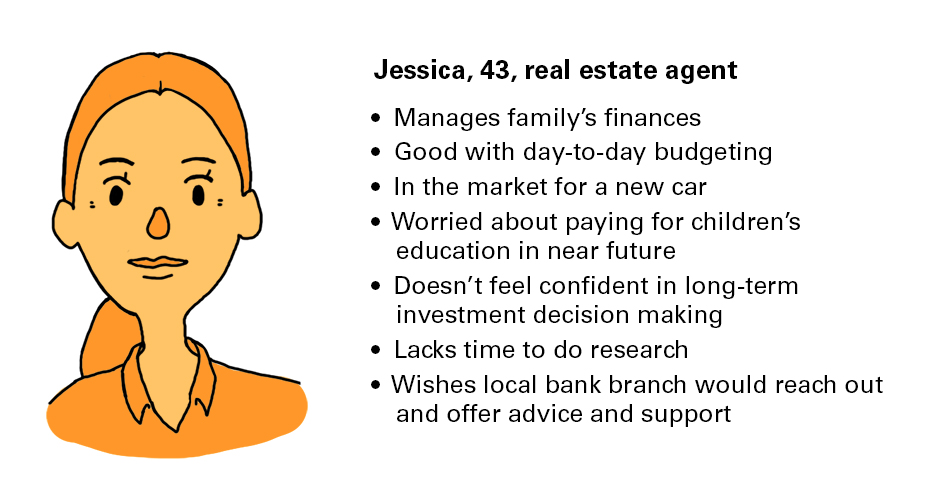 Jessica, 43, real estate agent
• Manages family’s finances
• Good with day-to-day budgeting
• In the market for a new car
• Worried about paying for children’s
education in near future
• Doesn’t feel confident in long-term
investment decision making
• Lacks time to do research
• Wishes local bank branch would reach out
and offer advice and support